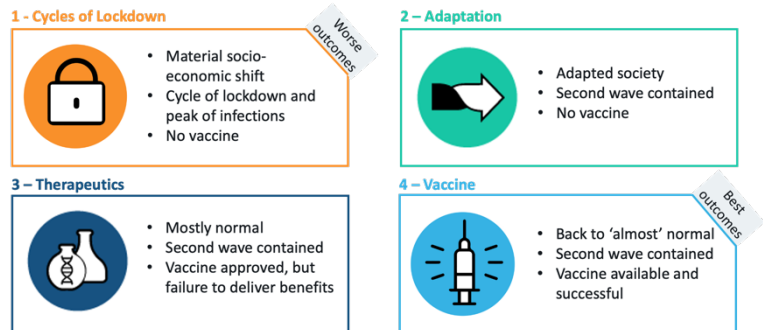 1 - Cycles of Lockdown
Worse
outcomes
• Material socio-
economic shift
• Cycle of lockdown and
peak of infections
• No vaccine
2 – Adaptation
• Adapted society
• Second wave contained
• No vaccine
3 – Therapeutics
• Mostly normal
• Second wave contained
• Vaccine approved, but
failure to deliver benefits
4 – Vaccine
Best
outcomes
• Back to ‘almost’ normal
• Second wave contained
• Vaccine available and
successful